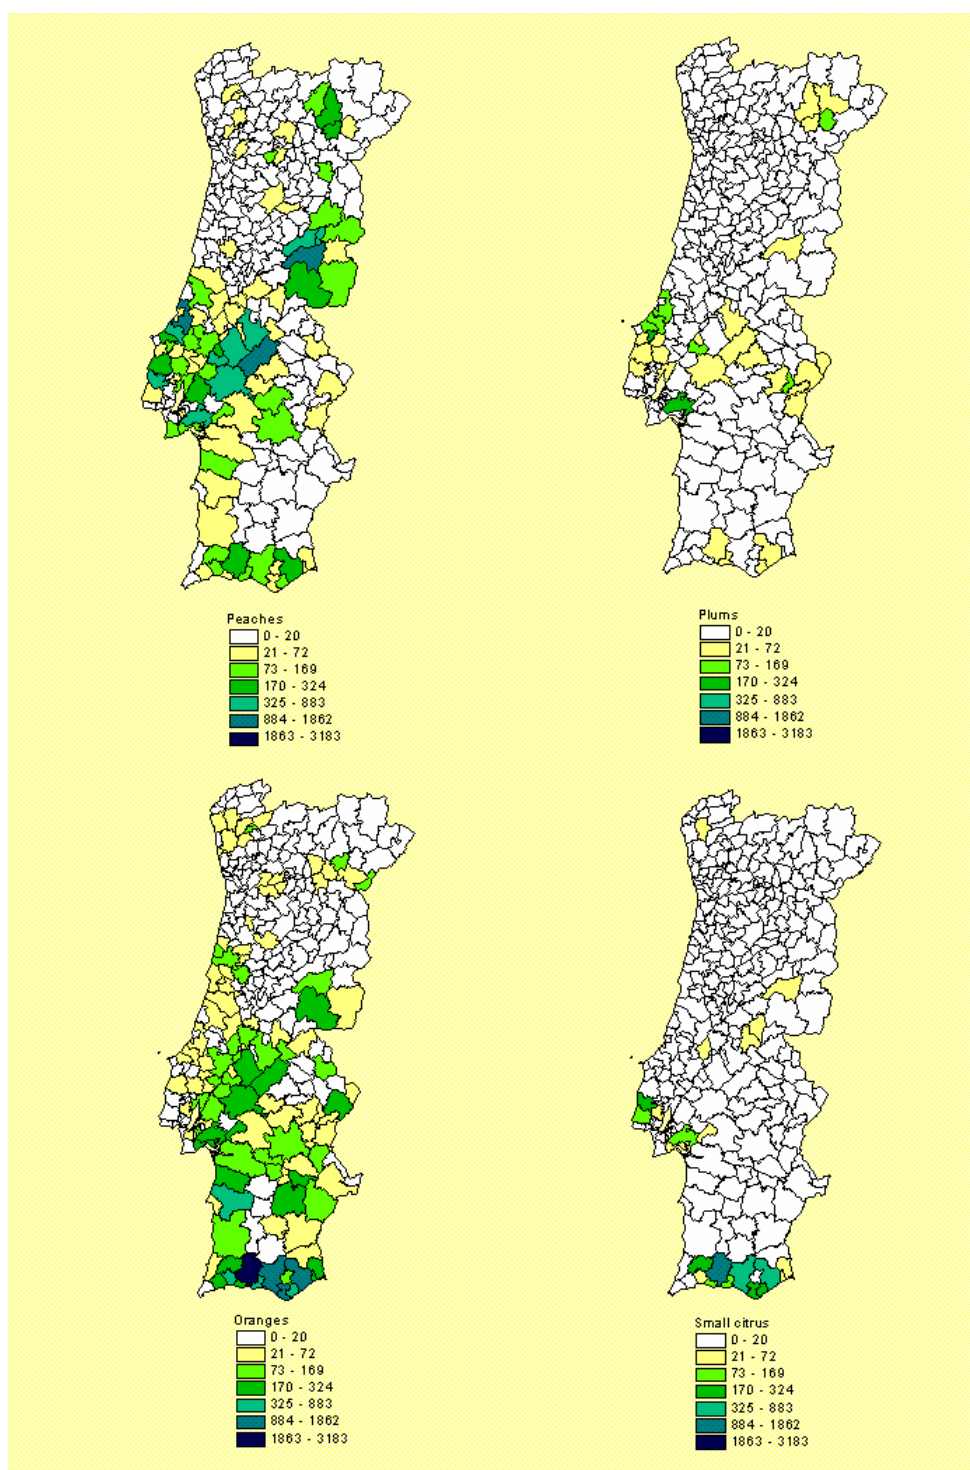 Peaches
0 - 20
21 - 72
73 - 169
170 - 324
325 - 883
884 - 1862
1863 - 3183
Plums
0 - 20
21 - 72
73 - 169
170 - 324
325 - 883
884 - 1862
1863 - 3183
Oranges
0 - 20
21 - 72
73 - 169
170 - 324
325 - 883
884 - 1862
1863 - 3183
Small citrus
0 - 20
21 - 72
73 - 169
170 - 324
325 - 883
884 - 1862
1863 - 3183